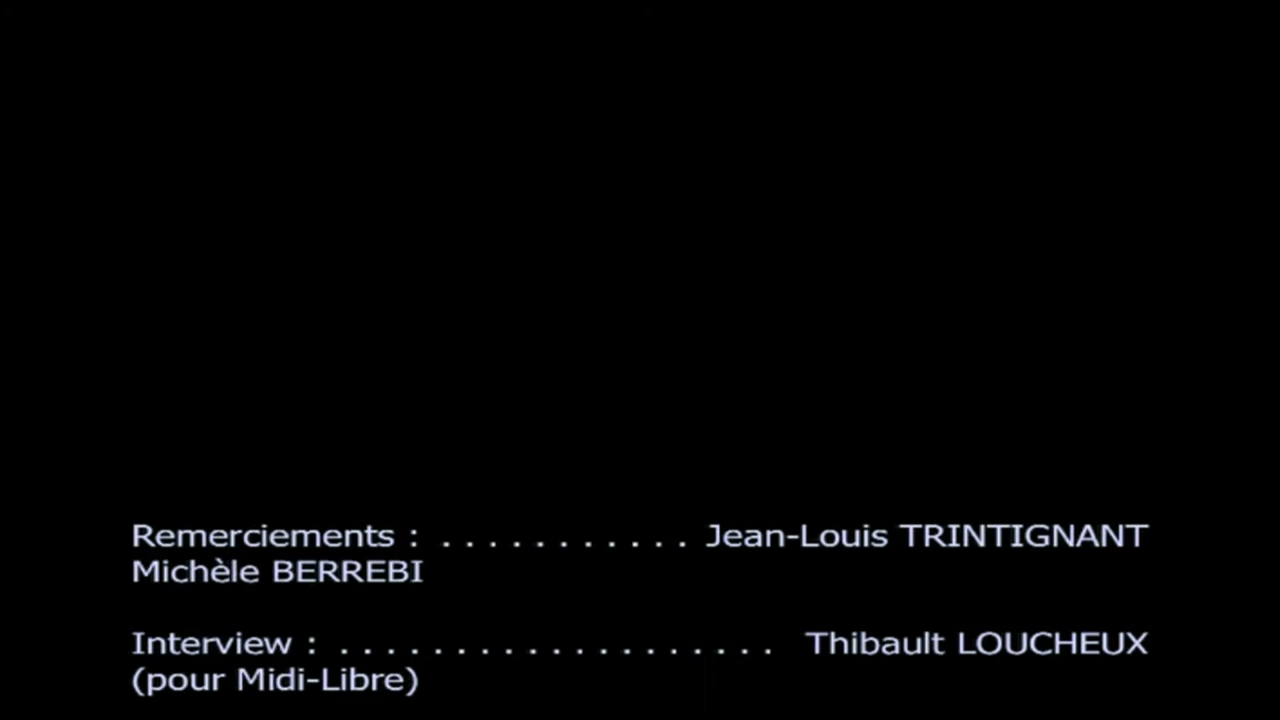 Remerciements : . . . . . . . . . . . Jean-Louis TRINTIGNANT
Michèle BERREBI
Interview : . . . . . . . . . . . . . . . . . . . Thibault LOUCHEUX
(pour Midi-Libre)